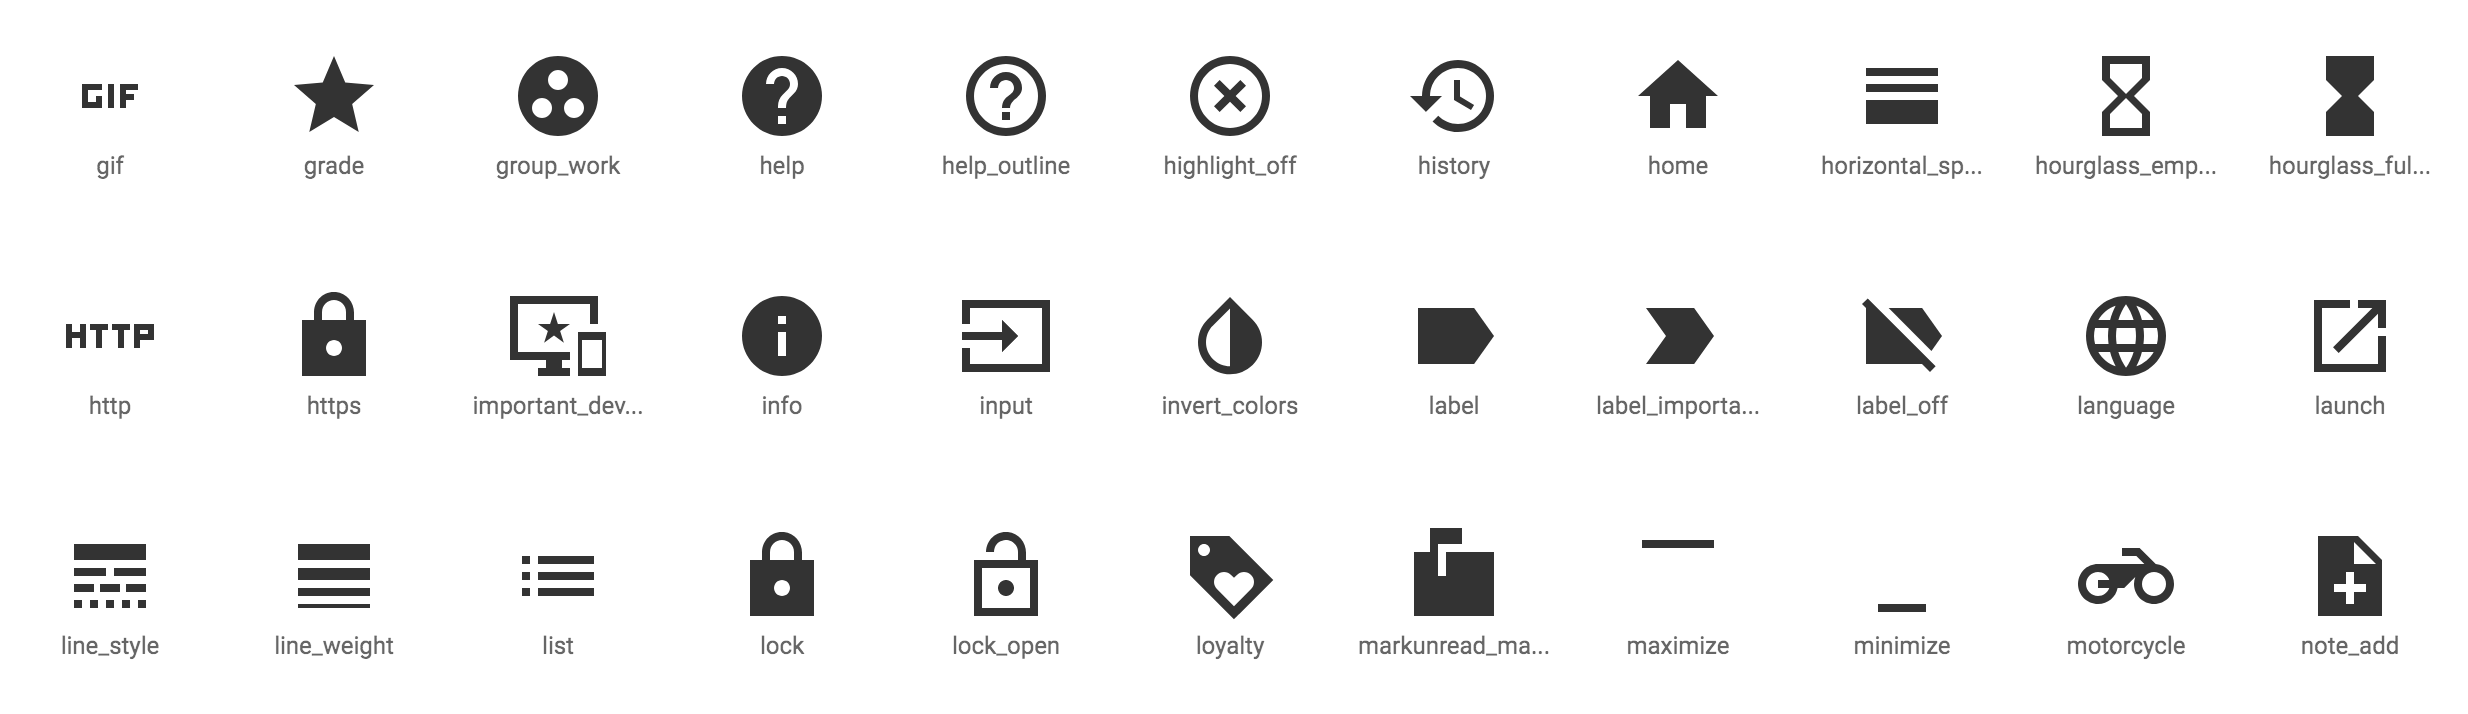 GIF
gif grade group_work help help_outline highlight_off history home horizontal_sp... hourglass_emp... hourglass_ful...
HTTP
http https important_dev... info input invert_colors label label_importa... label_off language launch
line_style line_weight list lock lock_open loyalty markunread_ma... maximize minimize motorcycle note_add